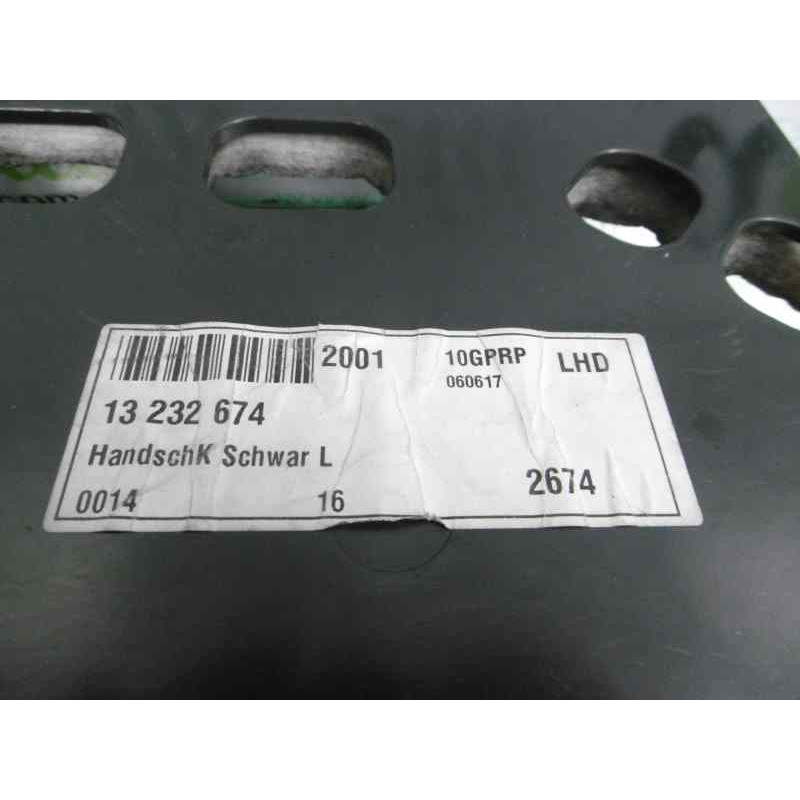 2001 10GPRP LHD
060617
13 232 674
HandschK Schwar L
2674
0014 16